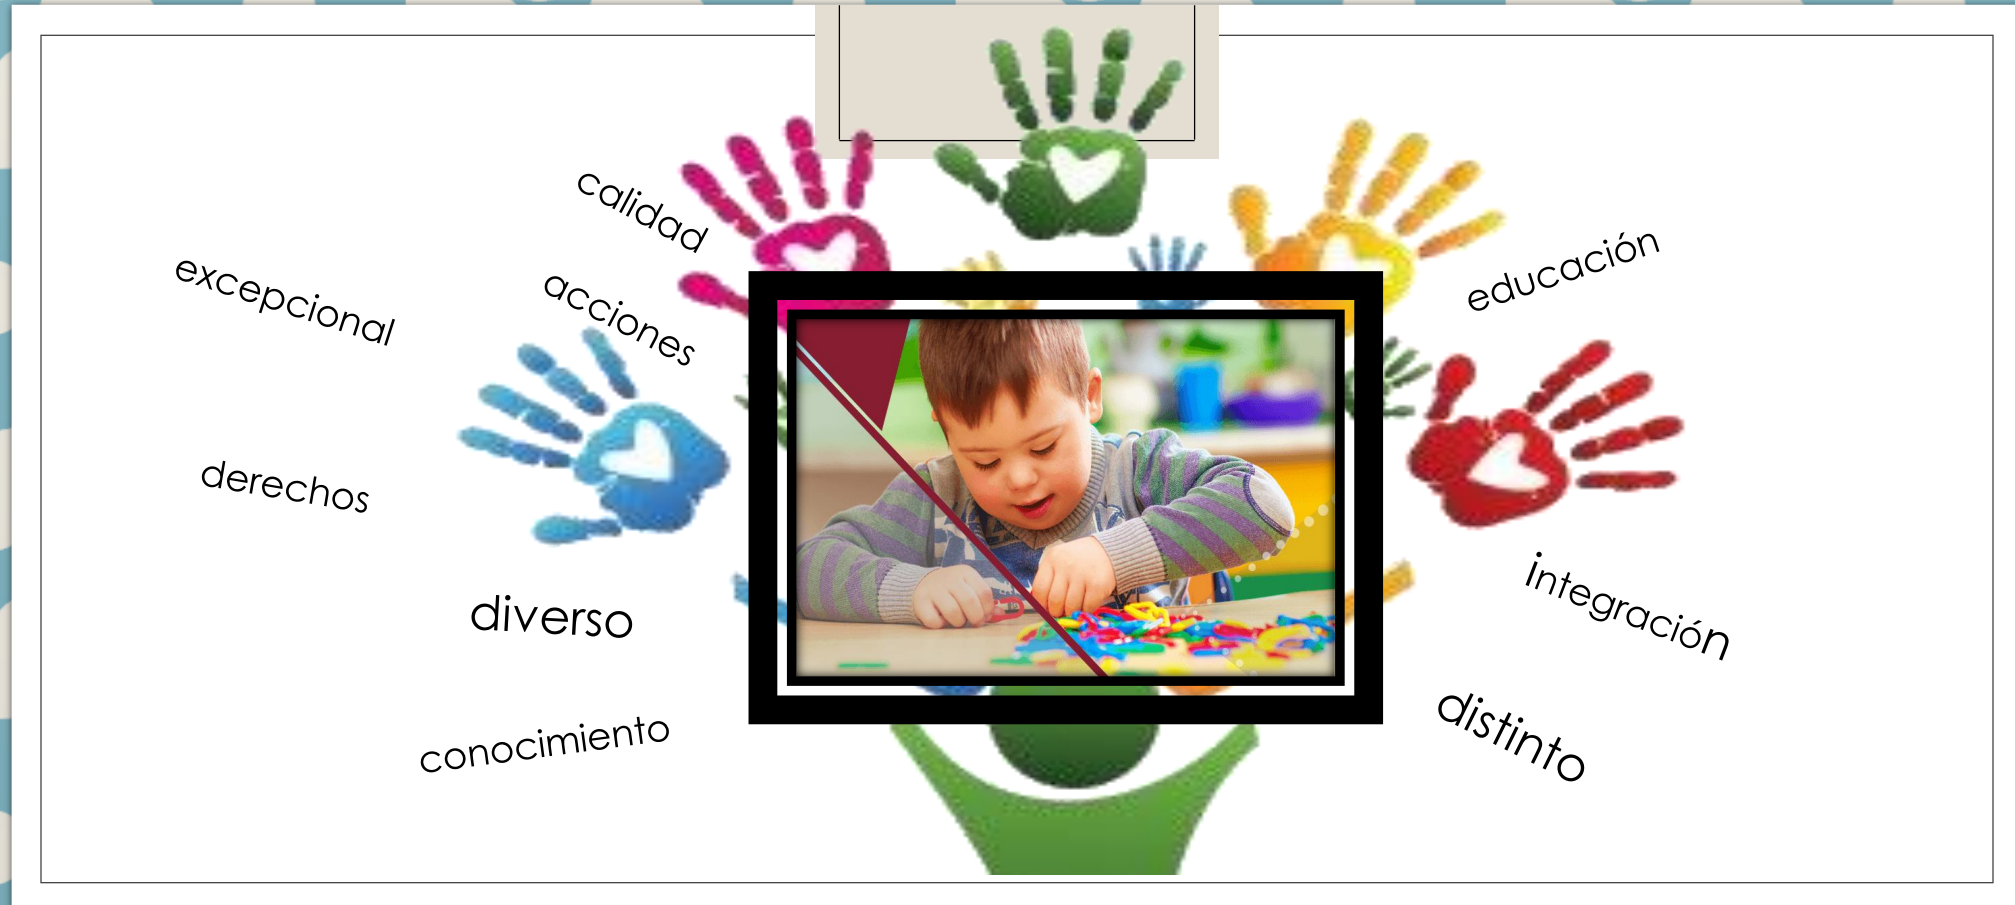 calidad
excepcional
acciones
educación
derechos
diverso
integración
conocimiento
distinto